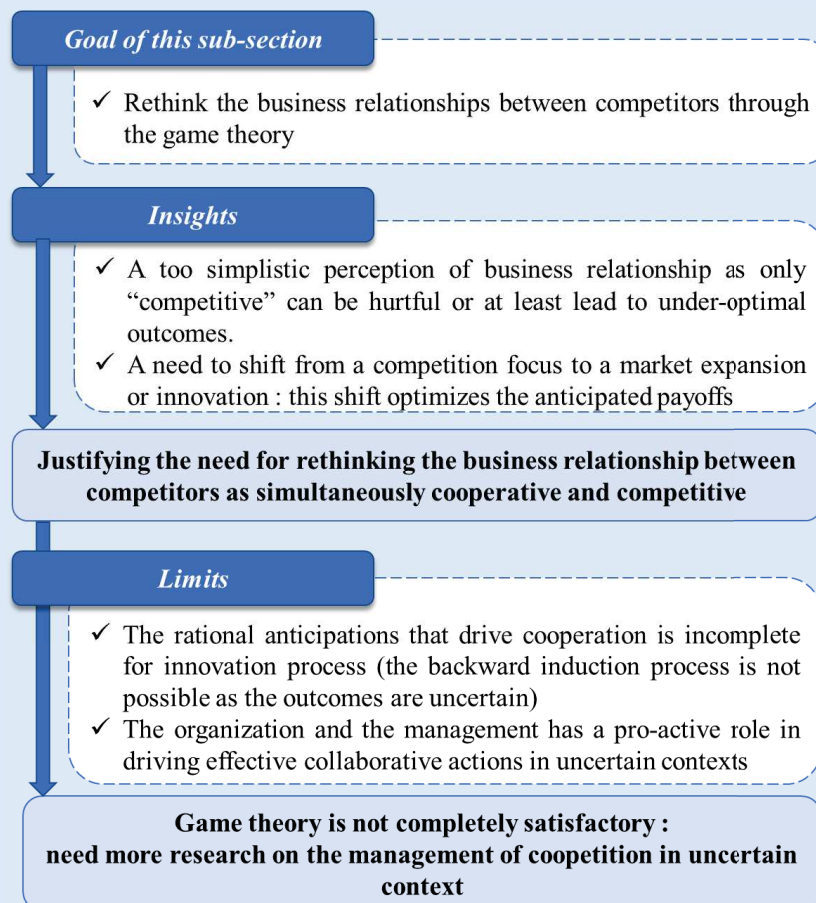 Goal of this sub-section
✓ Rethink the business relationships between competitors through
the game theory
Insights
✓ A too simplistic perception of business relationship as only
“competitive” can be hurtful or at least lead to under-optimal
outcomes.
✓ A need to shift from a competition focus to a market expansion
or innovation : this shift optimizes the anticipated payoffs
Justifying the need for rethinking the business relationship between
competitors as simultaneously cooperative and competitive
Limits
✓ The rational anticipations that drive cooperation is incomplete
for innovation process (the backward induction process is not
possible as the outcomes are uncertain)
✓ The organization and the management has a pro-active role in
driving effective collaborative actions in uncertain contexts
Game theory is not completely satisfactory :
need more research on the management of coopetition in uncertain
context